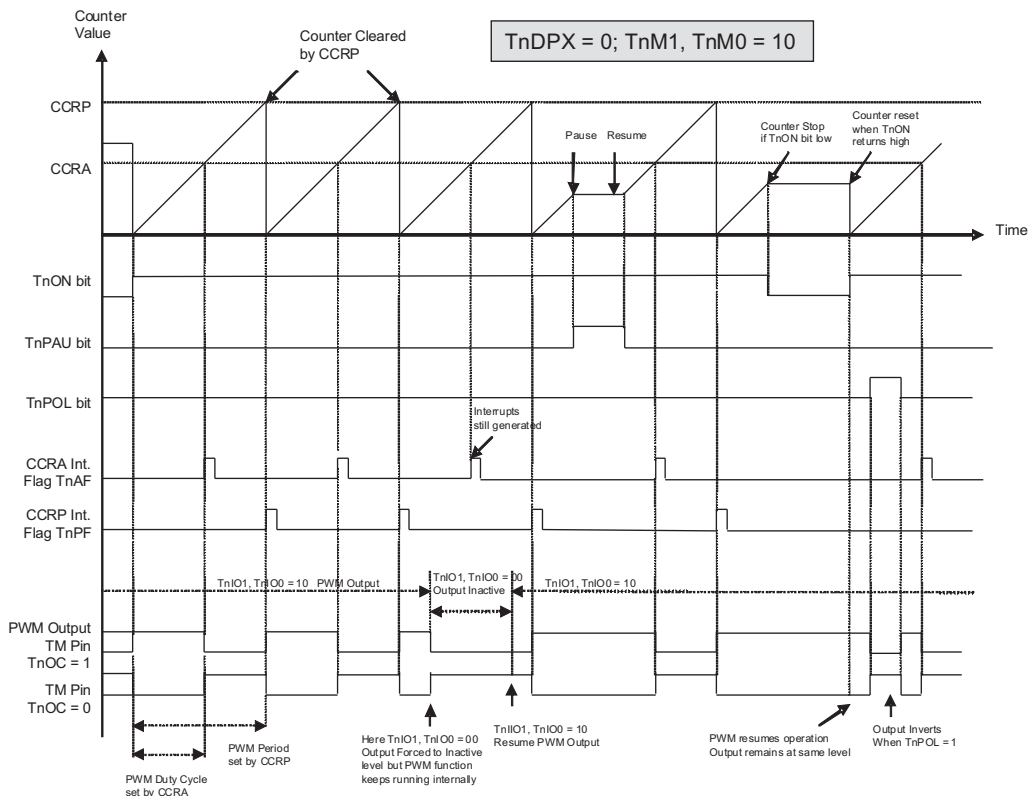 Counter
Value
TnDPX = 0; TnM1, TnM0 = 10
Counter Cleared
by CCRP
CCRP
CCRA
Pause
Resume
Counter Stop
if TnON bit low
Counter reset
when TnON
returns high
Time
TnON bit
TnPAU bit
TnPOL bit
Interrupts
still generated
CCRA Int.
Flag TnAF
CCRP Int.
Flag TnPF
TnIO1, TnIO0 = 10 PWM Output
TnIO1, TnIO0 = 00
Output Inactive
TnIO1, TnIO0 = 10
PWM Output
TM Pin
TnOC = 1
TM Pin
TnOC = 0
PWM Period
set by CCRP
PWM Duty Cycle
set by CCRA
Here TnIO1, TnIO0 = 00
Output Forced to Inactive
level but PWM function
keeps running internally
TnIIO1, TnIO0 = 10
Resume PWM Output
PWM resumes operation
Output remains at same level
Output Inverts
When TnPOL = 1